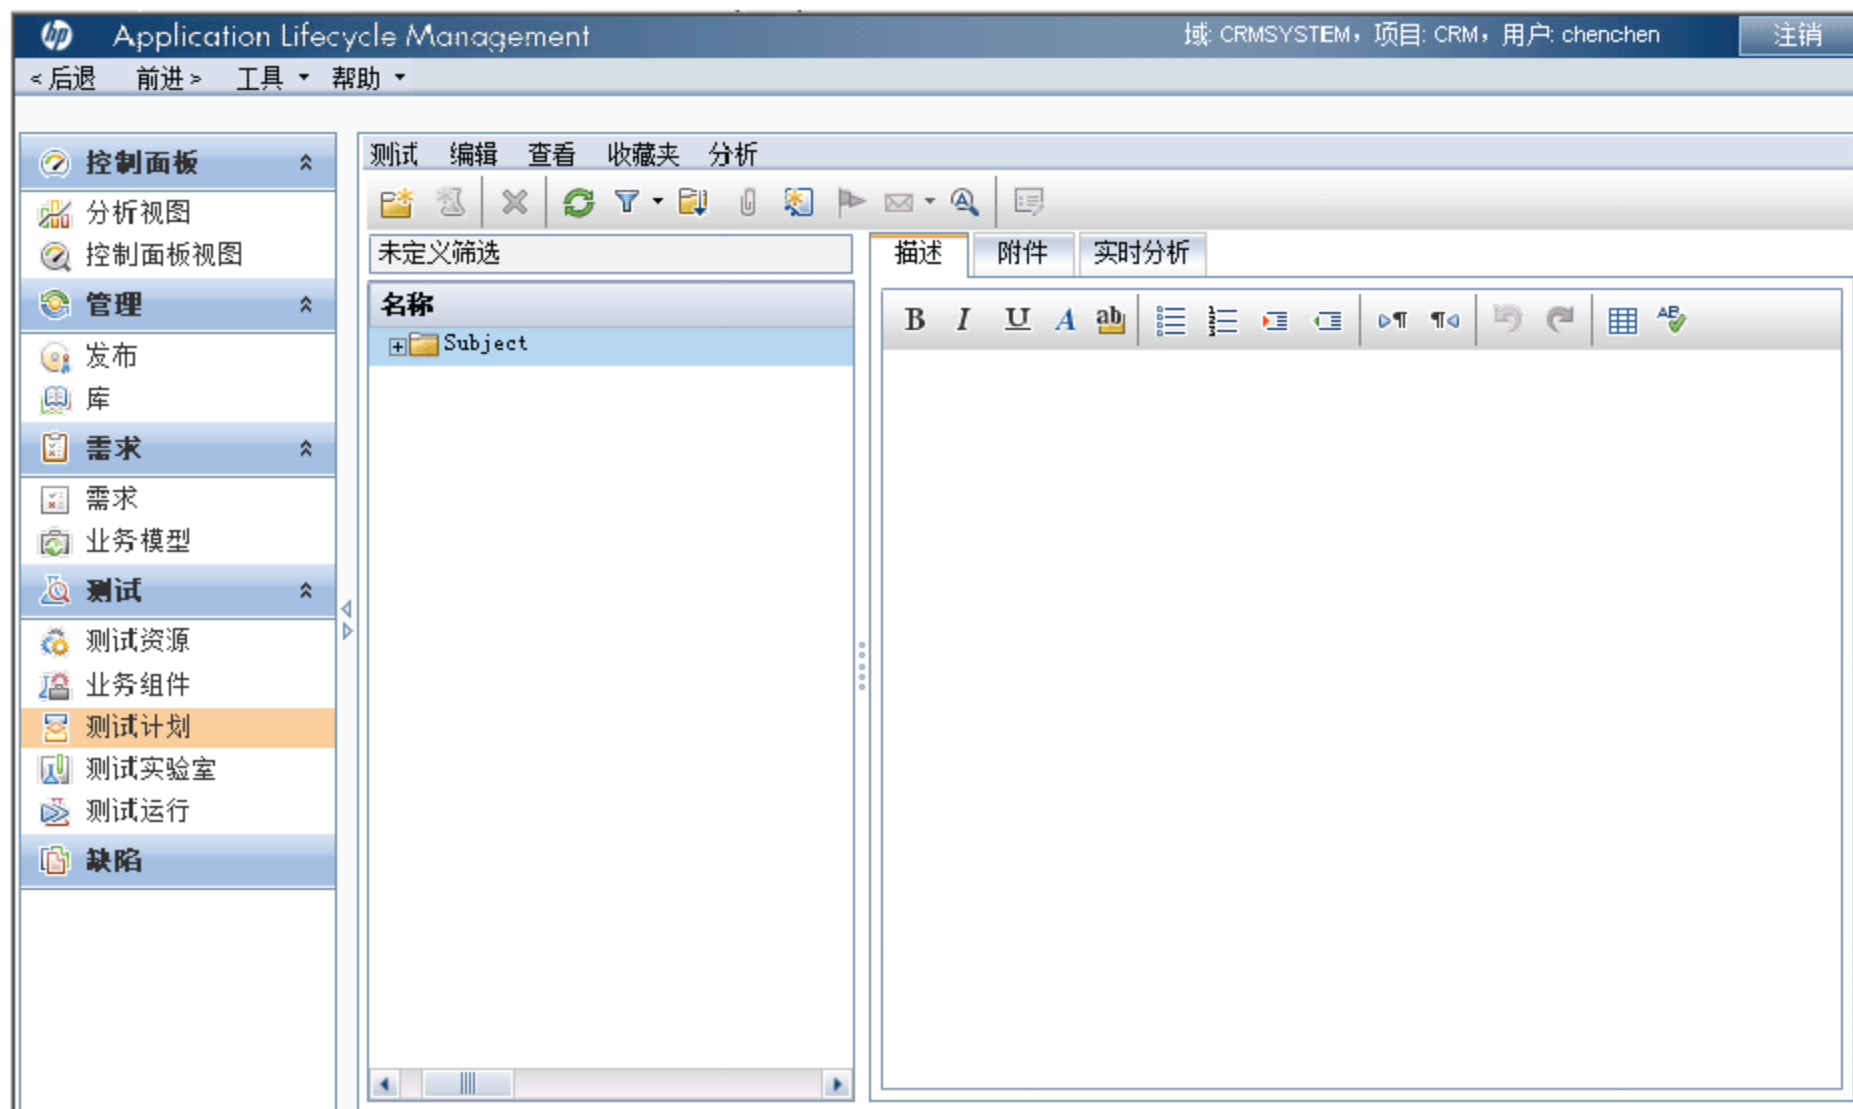 hp Application Lifecycle Management 域: CRMSYSTEM，项目: CRM，用户: chenchen 注销
<后退 前进> 工具 帮助
控制面板
分析视图
控制面板视图
管理
发布
库
需求
需求
业务模型
测试
测试资源
业务组件
测试计划
测试实验室
测试运行
缺陷
测试 编辑 查看 收藏夹 分析
未定义筛选
名称
Subject
描述 附件 实时分析
B I U A ab